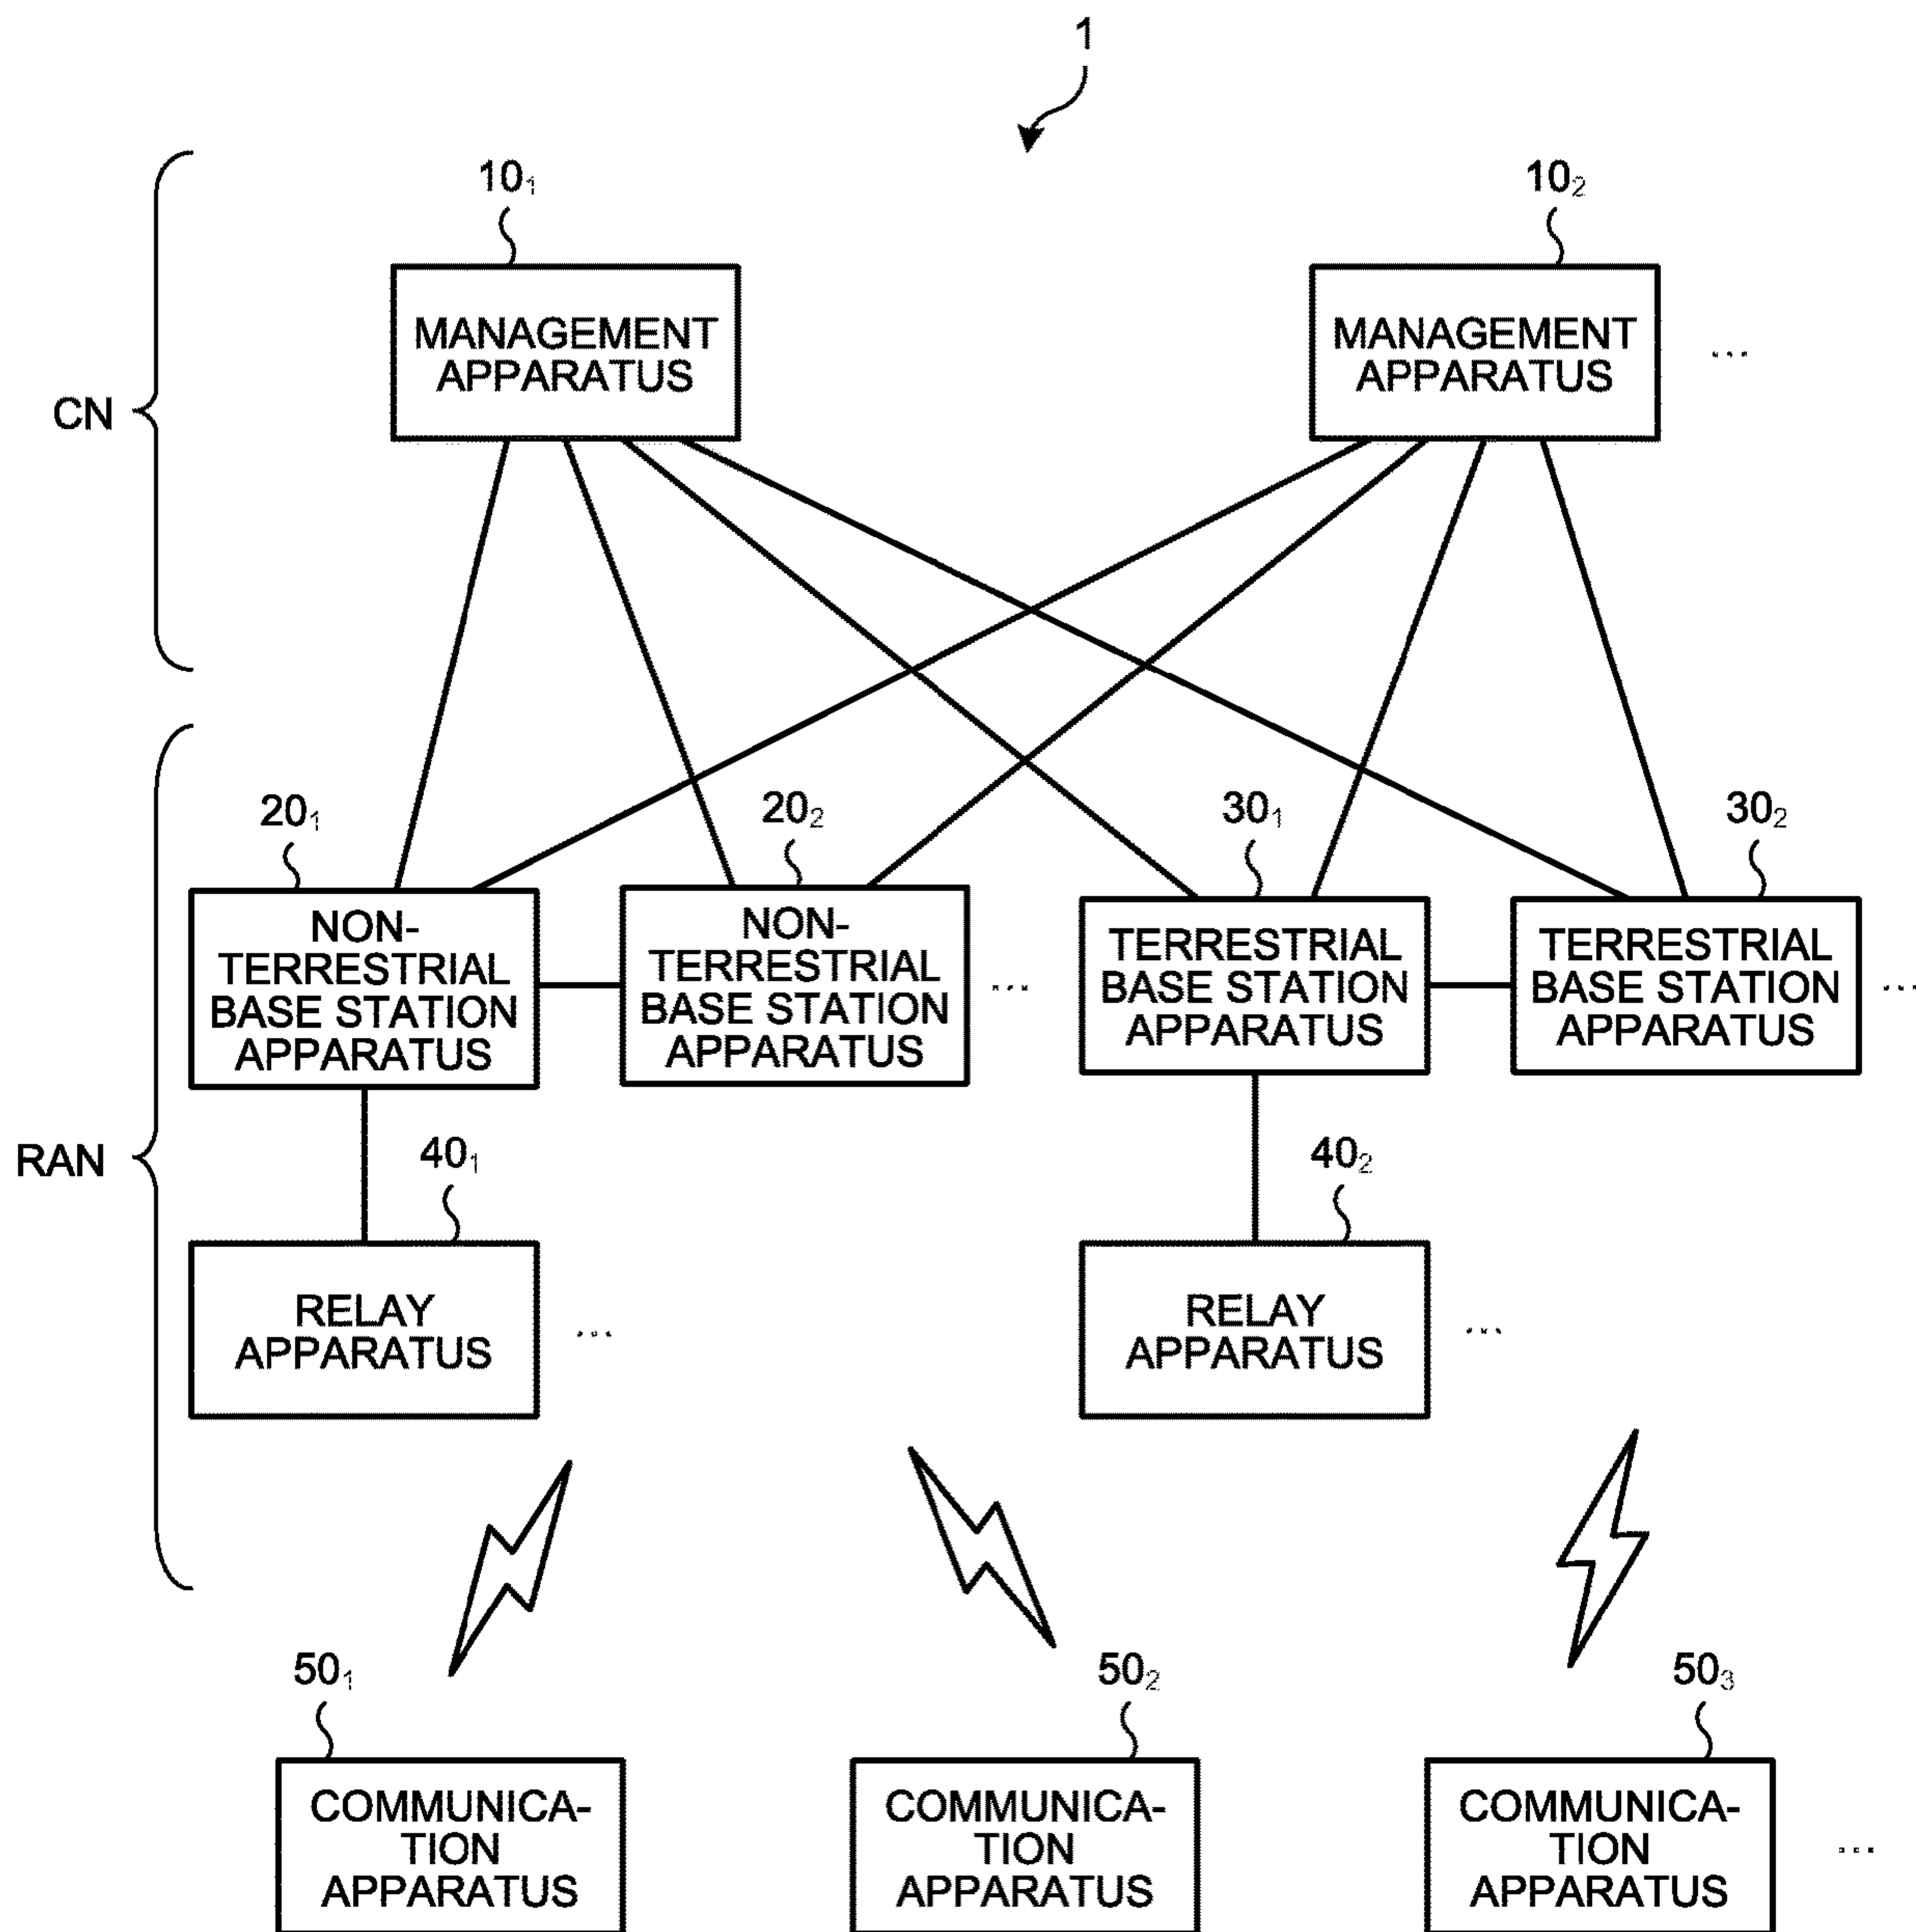 1
10₁
10₂
MANAGEMENT
APPARATUS
MANAGEMENT
APPARATUS
...
CN
20₁
20₂
30₁
30₂
NON-
TERRESTRIAL
BASE STATION
APPARATUS
NON-
TERRESTRIAL
BASE STATION
APPARATUS
...
TERRESTRIAL
BASE STATION
APPARATUS
TERRESTRIAL
BASE STATION
APPARATUS
...
RAN
40₁
40₂
RELAY
APPARATUS
...
RELAY
APPARATUS
...
50₁
50₂
50₃
COMMUNICA-
TION
APPARATUS
COMMUNICA-
TION
APPARATUS
COMMUNICA-
TION
APPARATUS
...